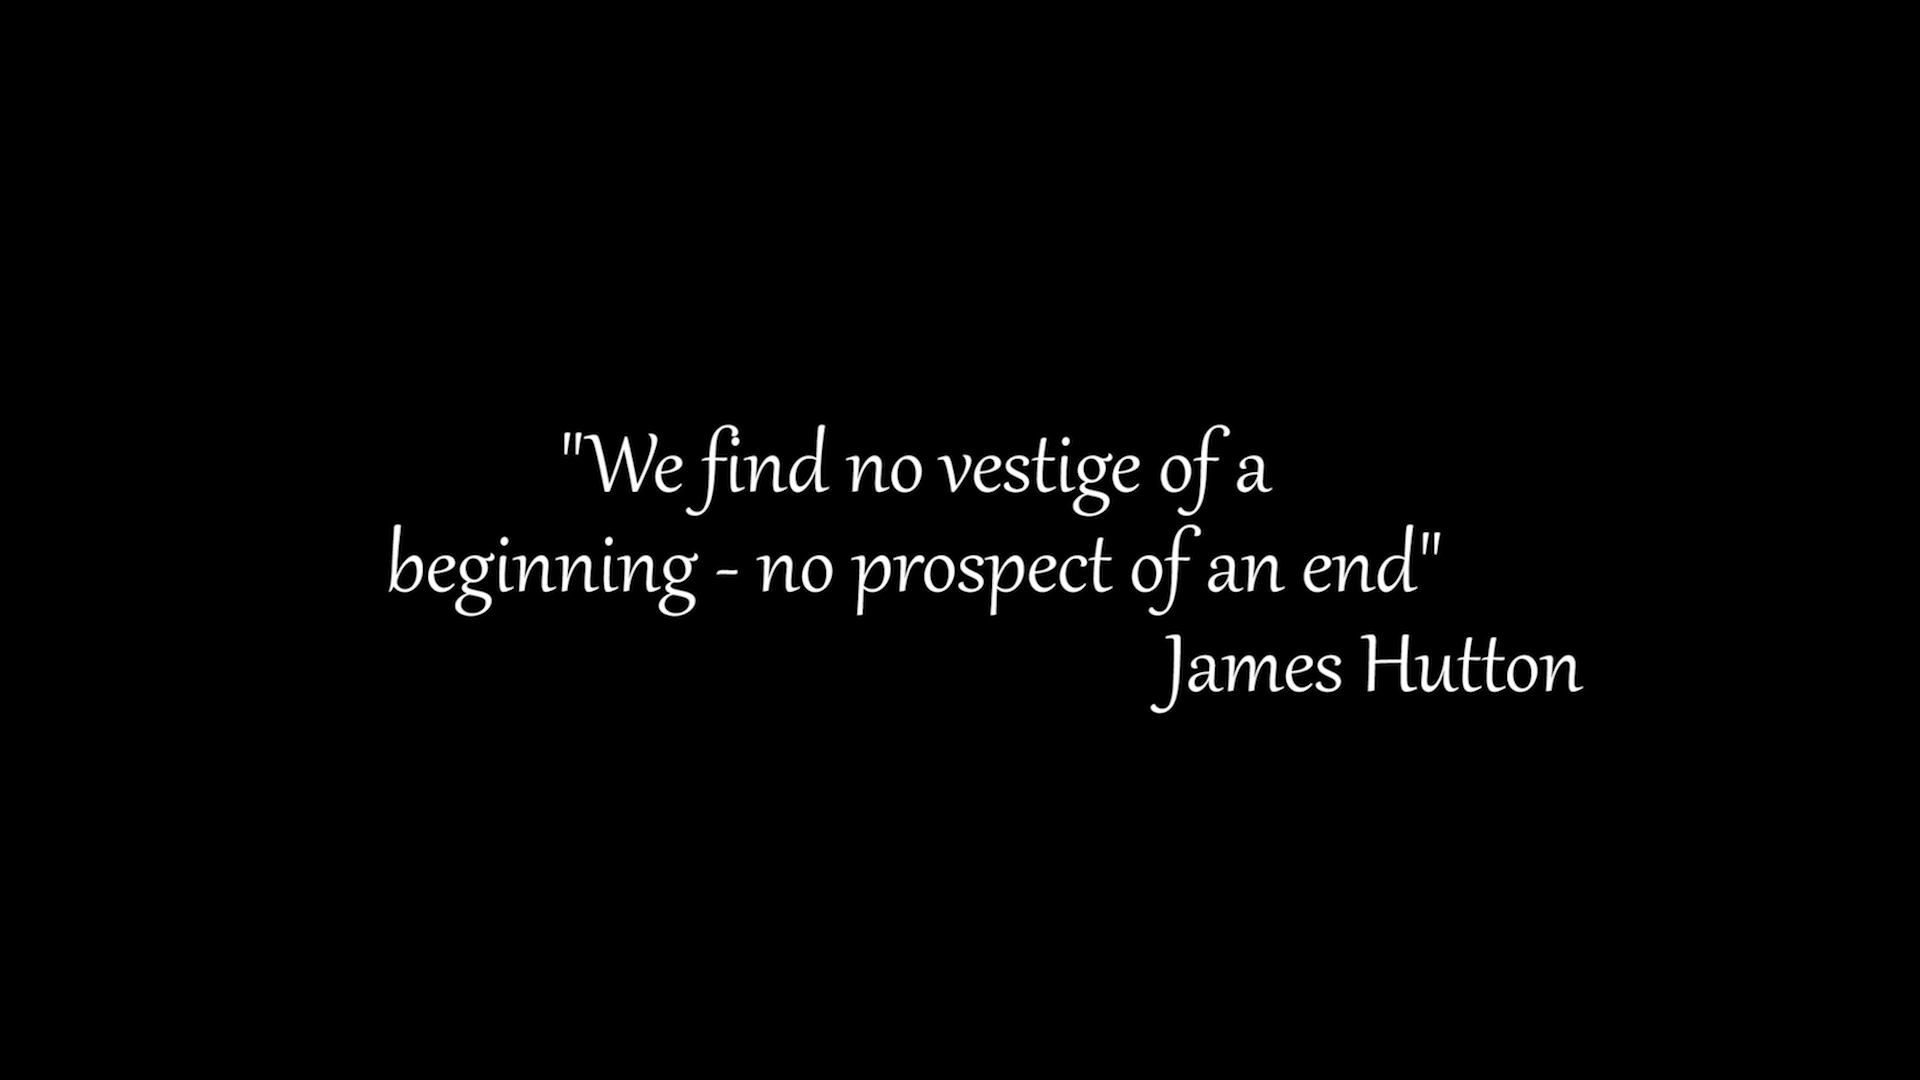 "We find no vestige of a
beginning - no prospect of an end"
James Hutton